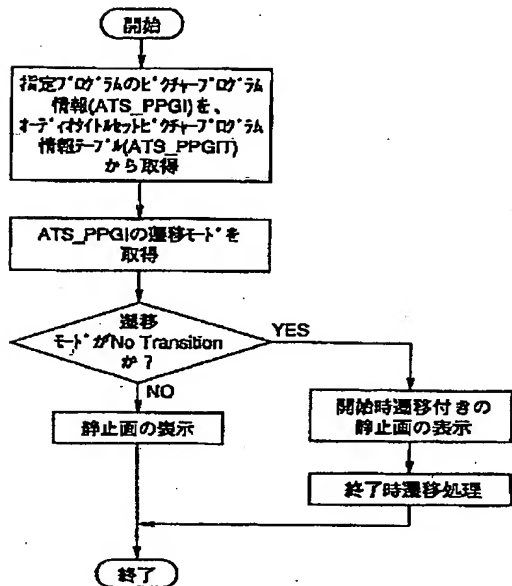 開始
指定プログラムのピクチャープログラム
情報(ATS_PPGI)を、
オーディオタイトルセットピクチャープログラム
情報テーブル(ATS_PPGIT)
から取得
ATS_PPGIの遷移モードを
取得
遷移
モードがNo Transition
か?
YES
NO
静止画の表示
開始時遷移付きの
静止画の表示
終了時遷移処理
終了